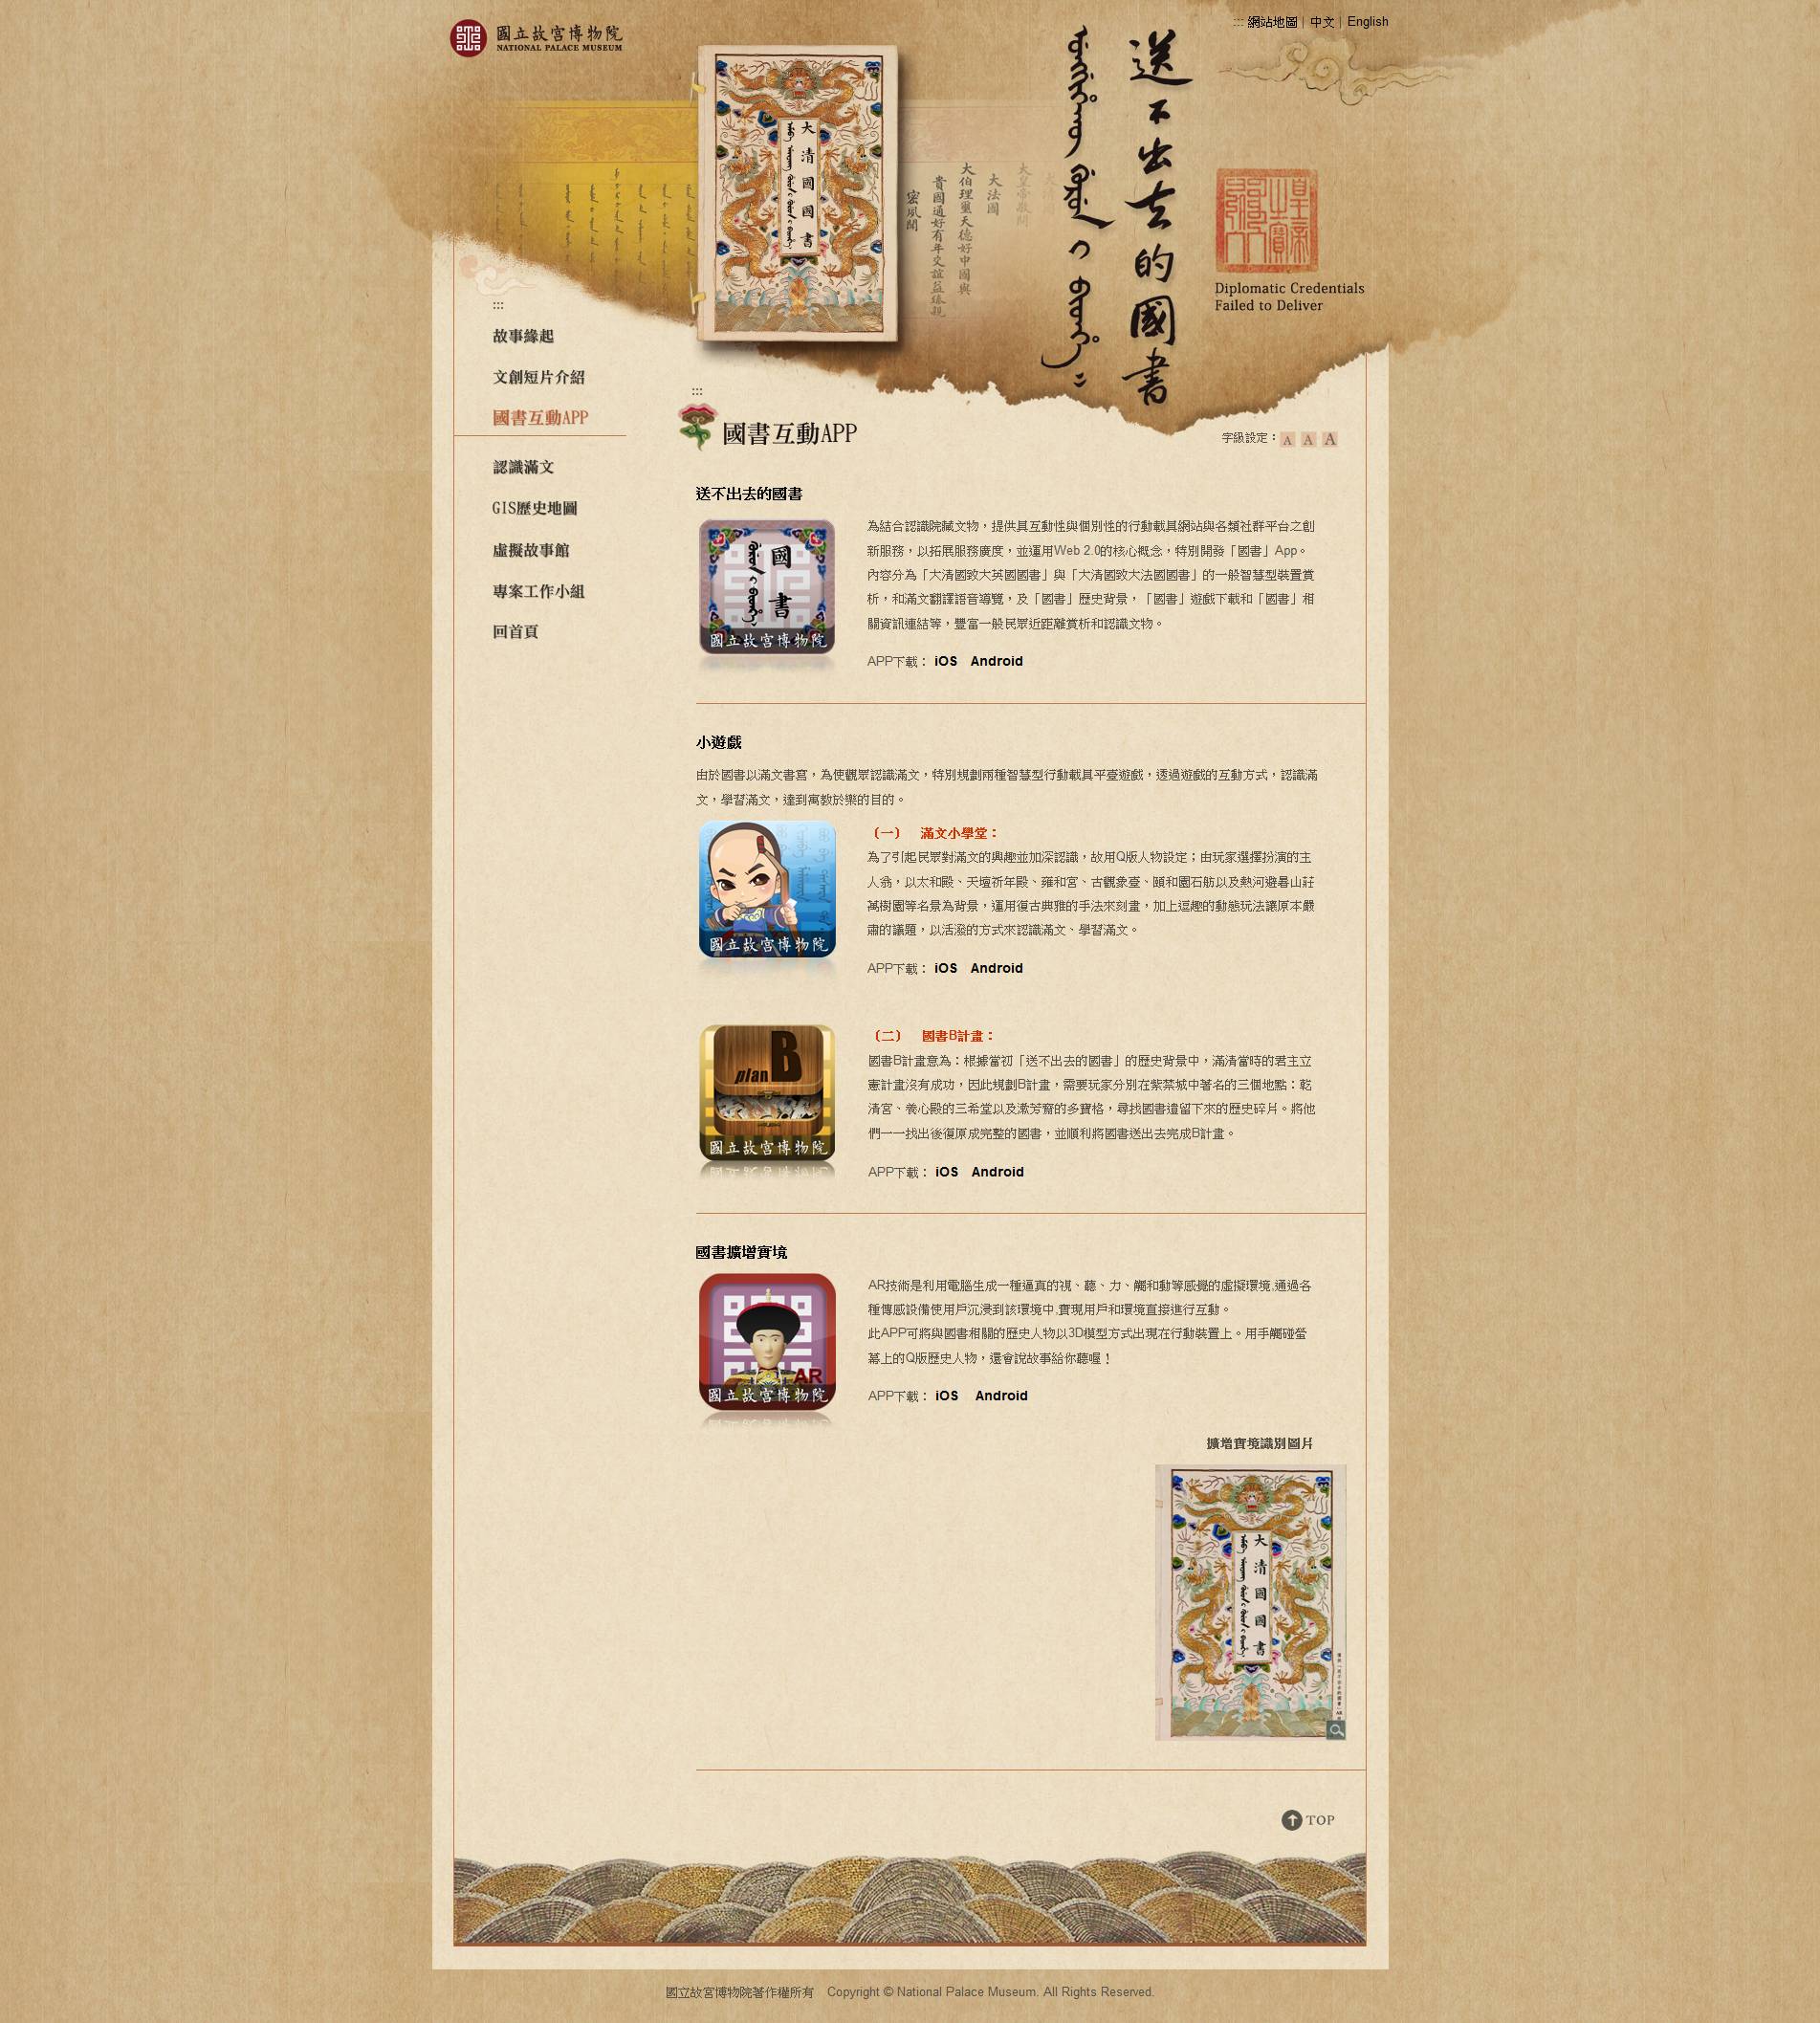 國立故宮博物院
NATIONAL PALACE MUSEUM
::: 網站地圖 | 中文 | English
送不出去的國書
大清國國書
大皇帝敬問
大法國
大伯理璽天德好中國與
貴國通好有年交誼益臻親
密夙聞
Diplomatic Credentials
Failed to Deliver
:::
故事緣起
文創短片介紹
國書互動APP
認識滿文
GIS歷史地圖
虛擬故事館
專案工作小組
回首頁
:::
國書互動APP
字級設定：A A A
送不出去的國書
國書
國立故宮博物院
為結合認識院藏文物，提供具互動性與個別性的行動載具網站與各類社群平台之創
新服務，以拓展服務廣度，並運用Web 2.0的核心概念，特別開發「國書」App。
內容分為「大清國致大英國國書」與「大清國致大法國國書」的一般智慧型裝置賞
析，和滿文翻譯語音導覽，及「國書」歷史背景，「國書」遊戲下載和「國書」相
關資訊連結等，豐富一般民眾近距離賞析和認識文物。
APP下載： iOS Android
小遊戲
由於國書以滿文書寫，為使觀眾認識滿文，特別規劃兩種智慧型行動載具平臺遊戲，透過遊戲的互動方式，認識滿
文，學習滿文，達到寓教於樂的目的。
國立故宮博物院
〔一〕 滿文小學堂：
為了引起民眾對滿文的興趣並加深認識，故用Q版人物設定；由玩家選擇扮演的主
人翁，以太和殿、天壇祈年殿、雍和宮、古觀象臺、頤和園石舫以及熱河避暑山莊
萬樹園等名景為背景，運用復古典雅的手法來刻畫，加上逗趣的動態玩法讓原本嚴
肅的議題，以活潑的方式來認識滿文、學習滿文。
APP下載： iOS Android
plan B
國立故宮博物院
〔二〕 國書B計畫：
國書B計畫意為：根據當初「送不出去的國書」的歷史背景中，滿清當時的君主立
憲計畫沒有成功，因此規劃B計畫，需要玩家分別在紫禁城中著名的三個地點：乾
清宮、養心殿的三希堂以及漱芳齋的多寶格，尋找國書遺留下來的歷史碎片。將他
們一一找出後復原成完整的國書，並順利將國書送出去完成B計畫。
APP下載： iOS Android
國書擴增實境
AR
國立故宮博物院
AR技術是利用電腦生成一種逼真的視、聽、力、觸和動等感覺的虛擬環境,通過各
種傳感設備使用戶沉浸到該環境中,實現用戶和環境直接進行互動。
此APP可將與國書相關的歷史人物以3D模型方式出現在行動裝置上。用手觸碰螢
幕上的Q版歷史人物，還會說故事給你聽喔！
APP下載： iOS Android
擴增實境識別圖片
大清國國書
TOP
國立故宮博物院著作權所有 Copyright © National Palace Museum. All Rights Reserved.